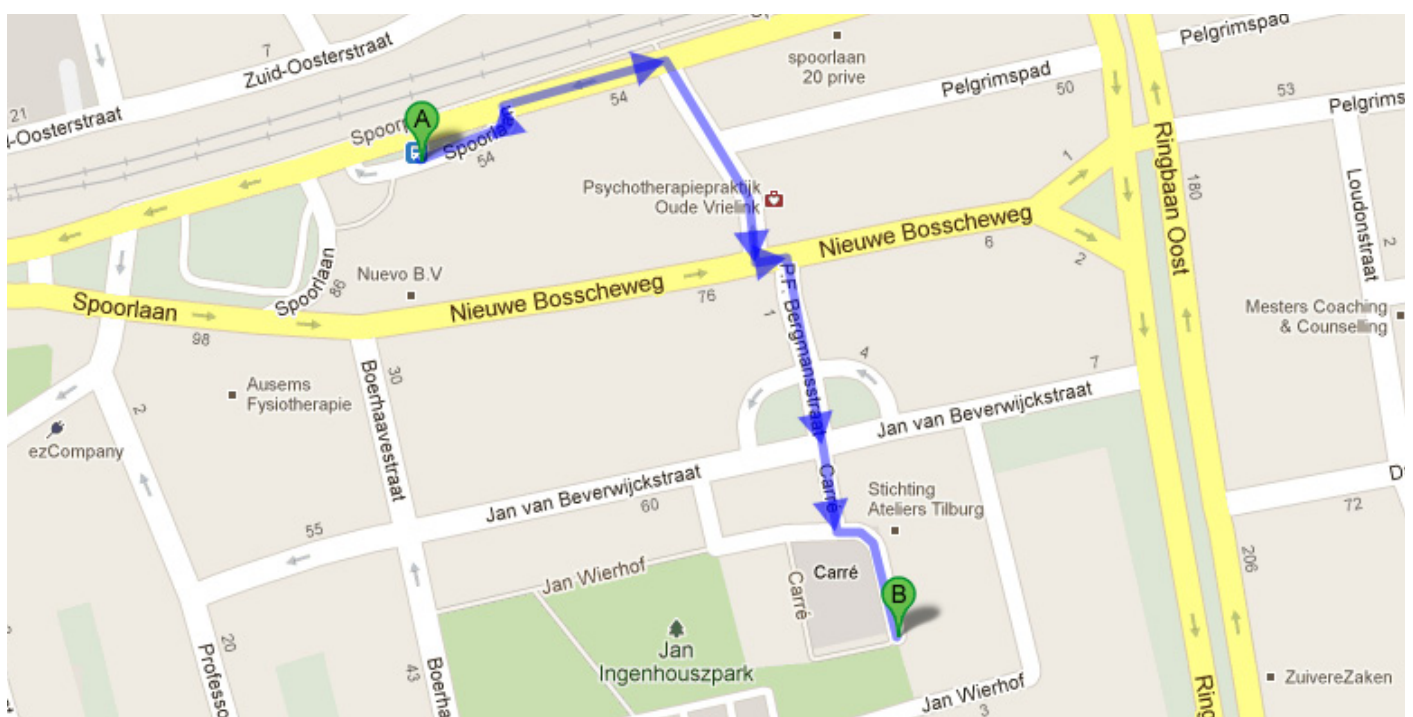 21
7
Zuid-Oosterstraat
-Oosterstraat
spoorlaan
20 prive
Pelgrimspad
Pelgrimspad
50
53
Pelgrims
A
54
Spoorlaan
54
Psychotherapiepraktijk
Oude Vrielink
1
180
Ringbaan Oost
Loudonstraat
2
Nieuwe Bosscheweg
6
2
Nuevo B.V
Spoorlaan
86
Spoorlaan
98
Nieuwe Bosscheweg
76
P.F. Bergmansstraat
1
Mesters Coaching
& Counselling
Boerhaavestraat
30
4
7
Ausems
Fysiotherapie
2
ezCompany
Jan van Beverwijckstraat
Jan van Beverwijckstraat
60
55
Carré
Stichting
Ateliers Tilburg
72
206
Jan Wierhof
Carré
Carré
B
Jan
Ingenhouszpark
20
Professo
43
Boerha
Jan Wierhof
3
Ring
ZuivereZaken